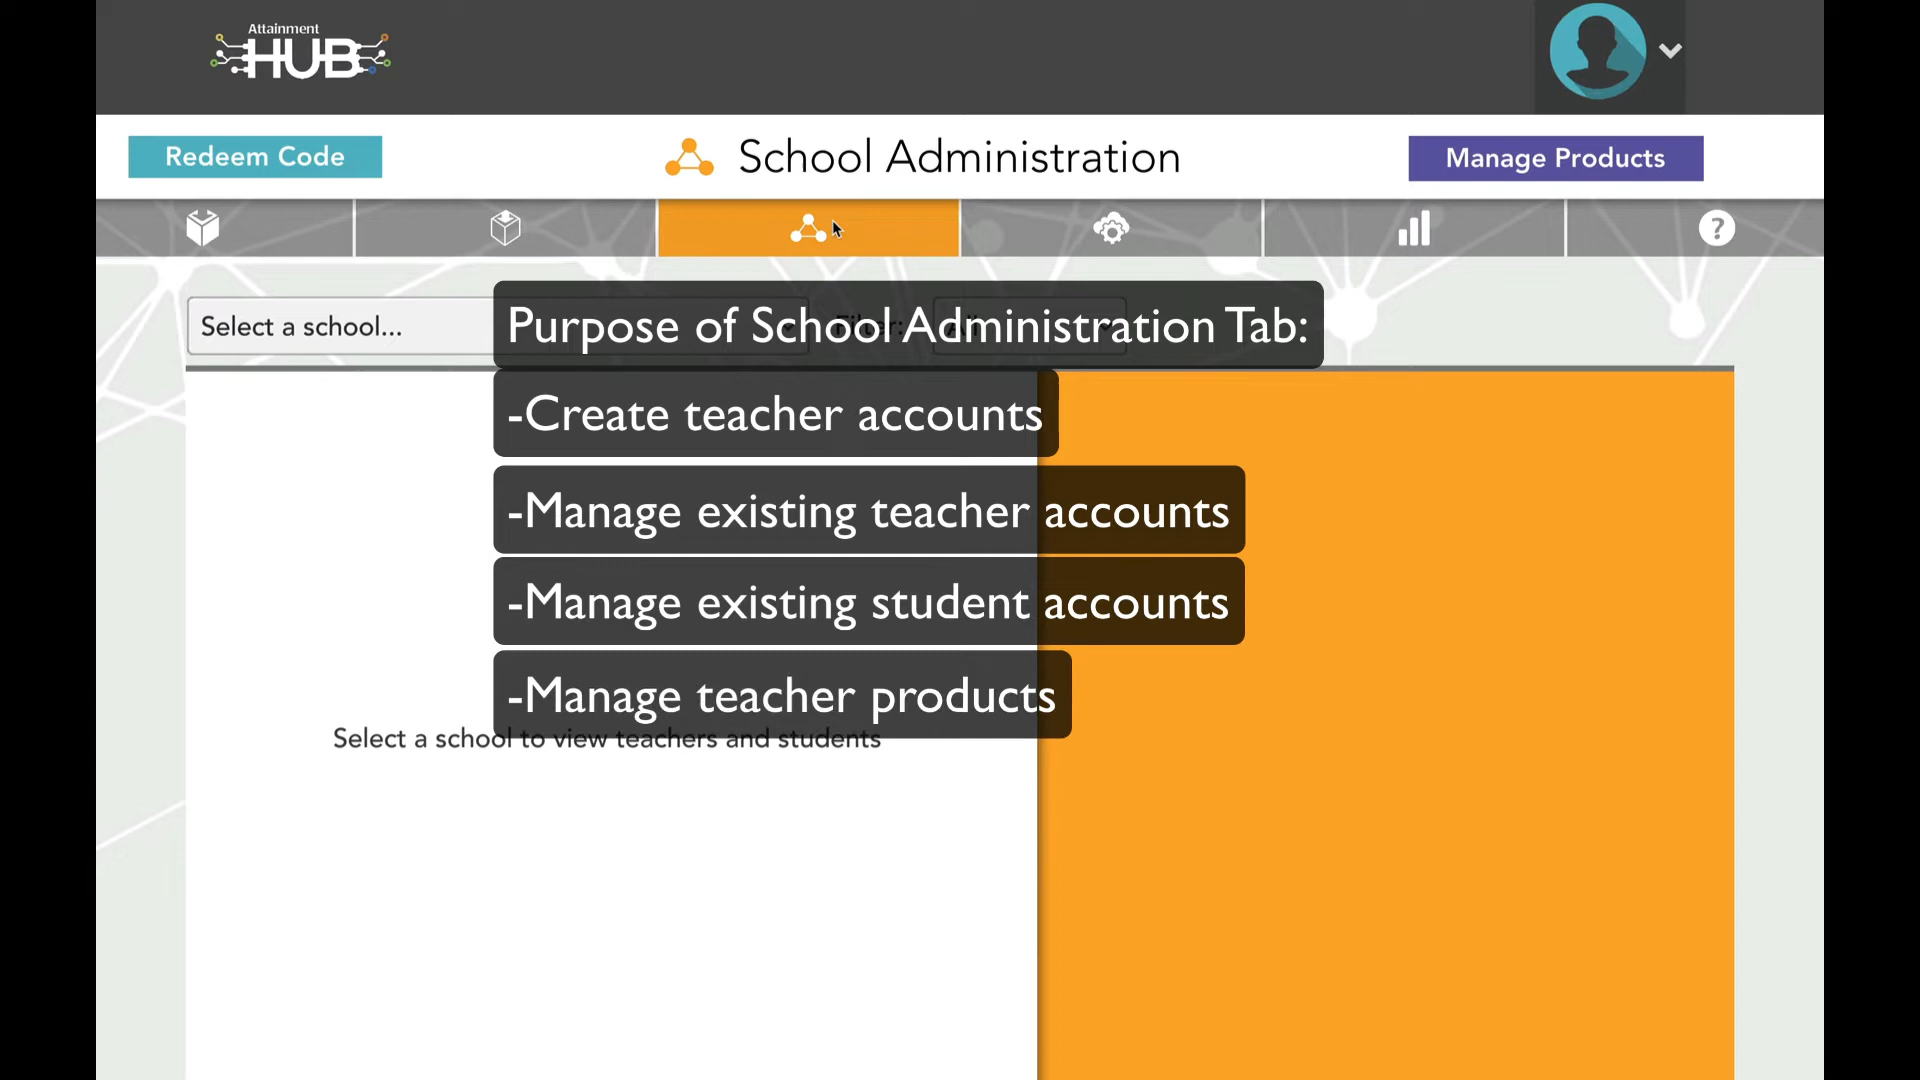 Attainment
HUB
Redeem Code
School Administration
Manage Products
?
Select a school...
Purpose of School Administration Tab:
-Create teacher accounts
-Manage existing teacher accounts
-Manage existing student accounts
-Manage teacher products
Select a school to view teachers and students